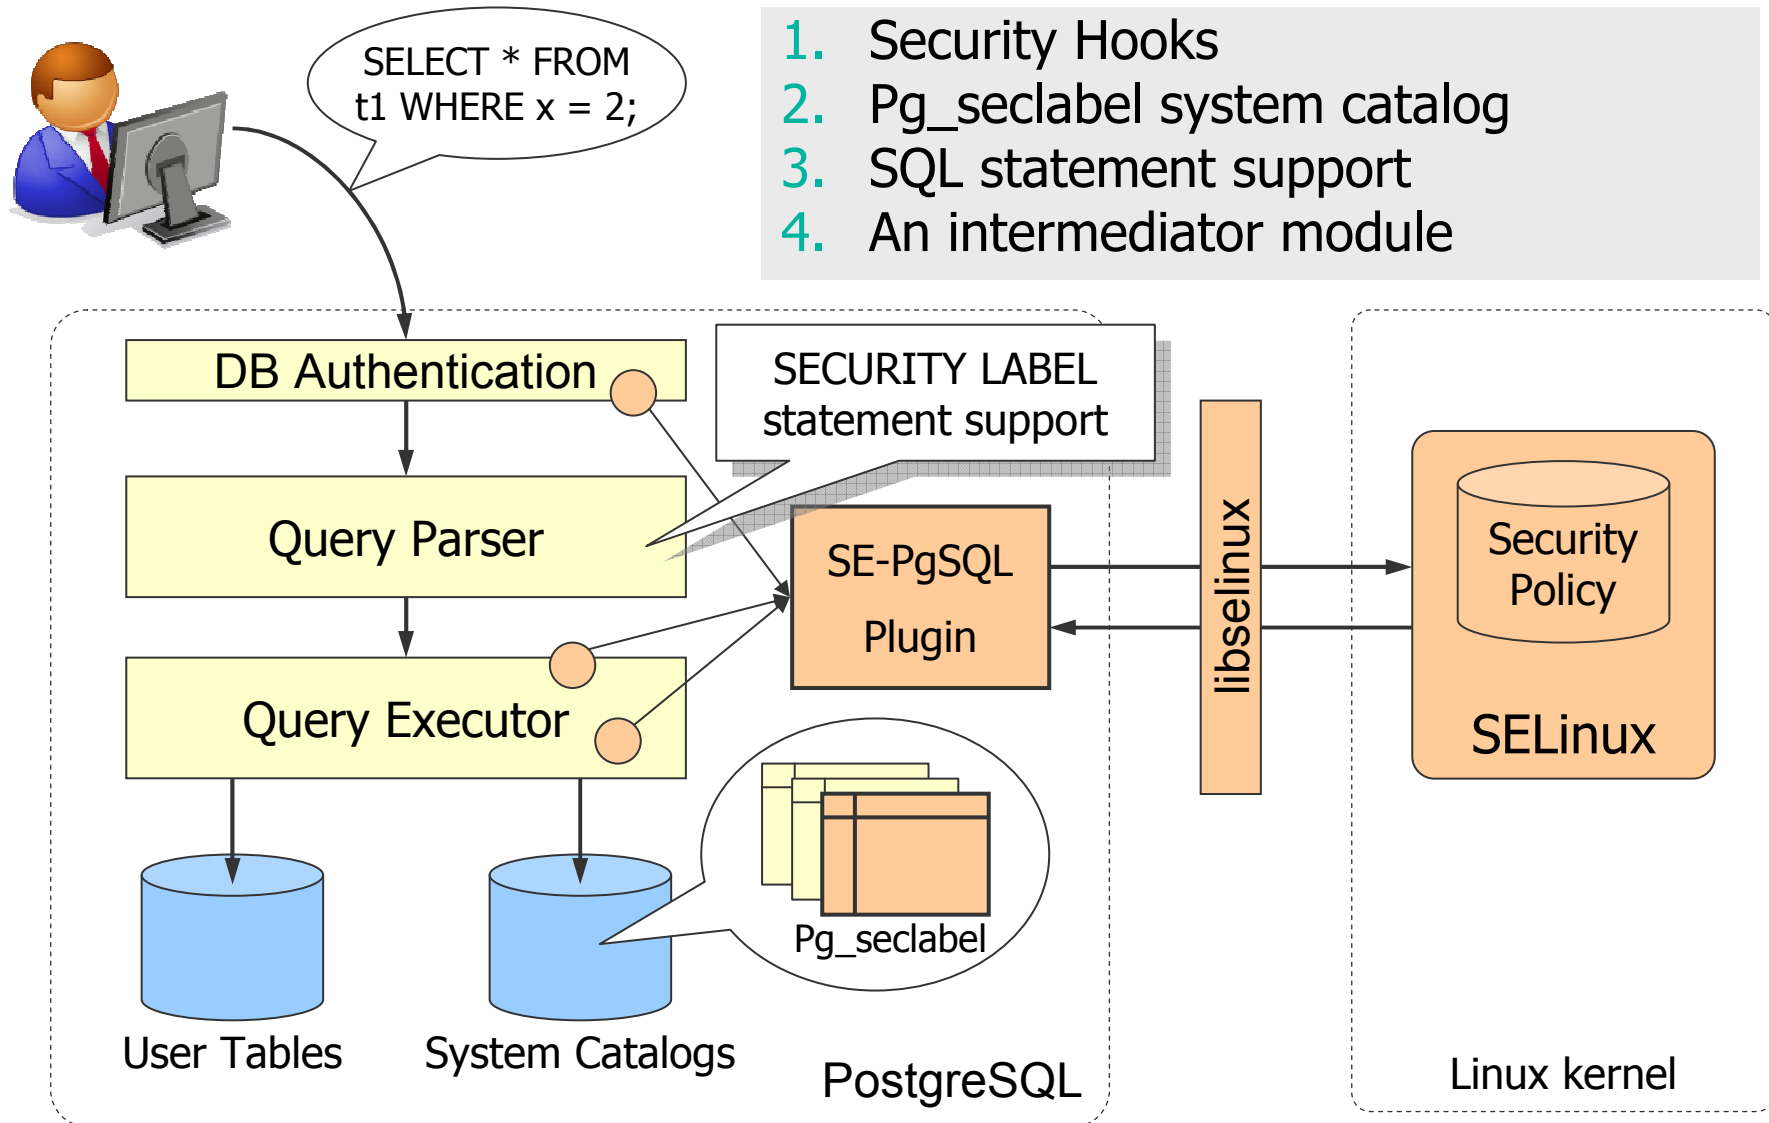 SELECT * FROM
t1 WHERE x = 2;
1. Security Hooks
2. Pg_seclabel system catalog
3. SQL statement support
4. An intermediator module
DB Authentication
SECURITY LABEL
statement support
Query Parser
SE-PgSQL
Plugin
libselinux
Security
Policy
SELinux
Query Executor
Pg_seclabel
User Tables
System Catalogs
PostgreSQL
Linux kernel